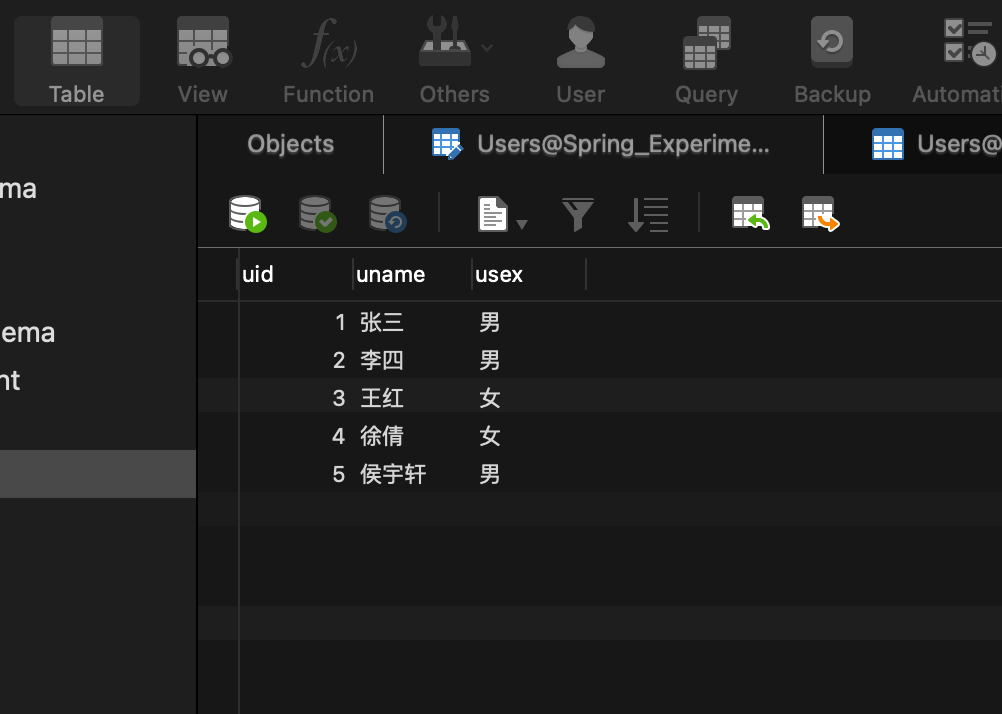 Table View Function Others User Query Backup Automati
Objects Users@Spring_Experime... Users@
ma
ema
nt
uid uname usex
1 张三 男
2 李四 男
3 王红 女
4 徐倩 女
5 侯宇轩 男